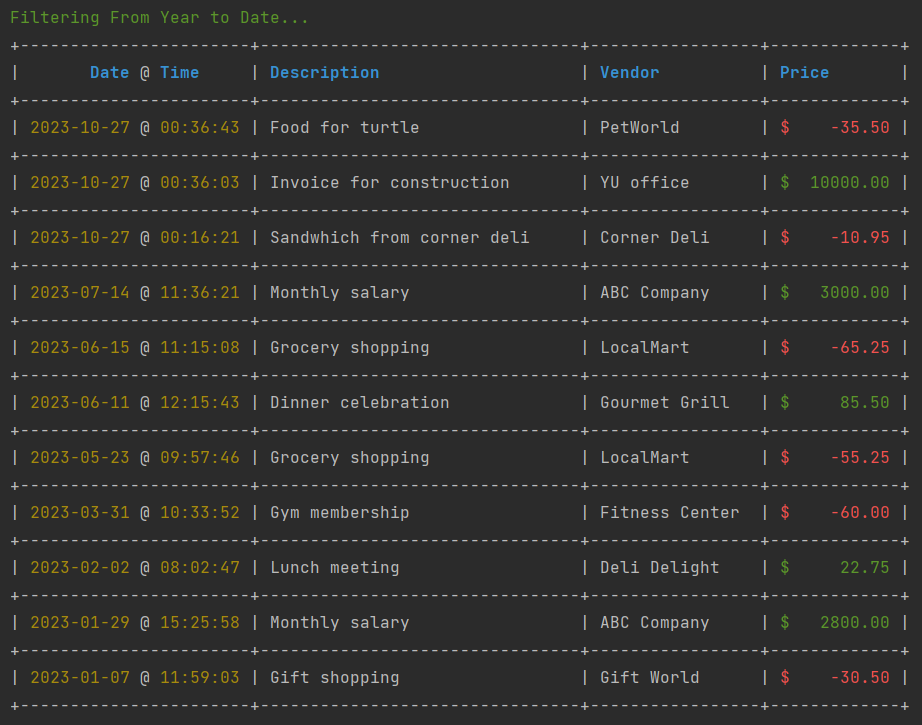 Filtering From Year to Date...
+-----------------------+--------------------------------+-----------------+-------------+
|       Date @ Time     | Description                    | Vendor          | Price       |
+-----------------------+--------------------------------+-----------------+-------------+
| 2023-10-27 @ 00:36:43 | Food for turtle                | PetWorld        | $    -35.50 |
+-----------------------+--------------------------------+-----------------+-------------+
| 2023-10-27 @ 00:36:03 | Invoice for construction       | YU office       | $  10000.00 |
+-----------------------+--------------------------------+-----------------+-------------+
| 2023-10-27 @ 00:16:21 | Sandwhich from corner deli     | Corner Deli     | $    -10.95 |
+-----------------------+--------------------------------+-----------------+-------------+
| 2023-07-14 @ 11:36:21 | Monthly salary                 | ABC Company     | $   3000.00 |
+-----------------------+--------------------------------+-----------------+-------------+
| 2023-06-15 @ 11:15:08 | Grocery shopping               | LocalMart       | $    -65.25 |
+-----------------------+--------------------------------+-----------------+-------------+
| 2023-06-11 @ 12:15:43 | Dinner celebration             | Gourmet Grill   | $     85.50 |
+-----------------------+--------------------------------+-----------------+-------------+
| 2023-05-23 @ 09:57:46 | Grocery shopping               | LocalMart       | $    -55.25 |
+-----------------------+--------------------------------+-----------------+-------------+
| 2023-03-31 @ 10:33:52 | Gym membership                 | Fitness Center  | $    -60.00 |
+-----------------------+--------------------------------+-----------------+-------------+
| 2023-02-02 @ 08:02:47 | Lunch meeting                  | Deli Delight    | $     22.75 |
+-----------------------+--------------------------------+-----------------+-------------+
| 2023-01-29 @ 15:25:58 | Monthly salary                 | ABC Company     | $   2800.00 |
+-----------------------+--------------------------------+-----------------+-------------+
| 2023-01-07 @ 11:59:03 | Gift shopping                  | Gift World      | $    -30.50 |
+-----------------------+--------------------------------+-----------------+-------------+